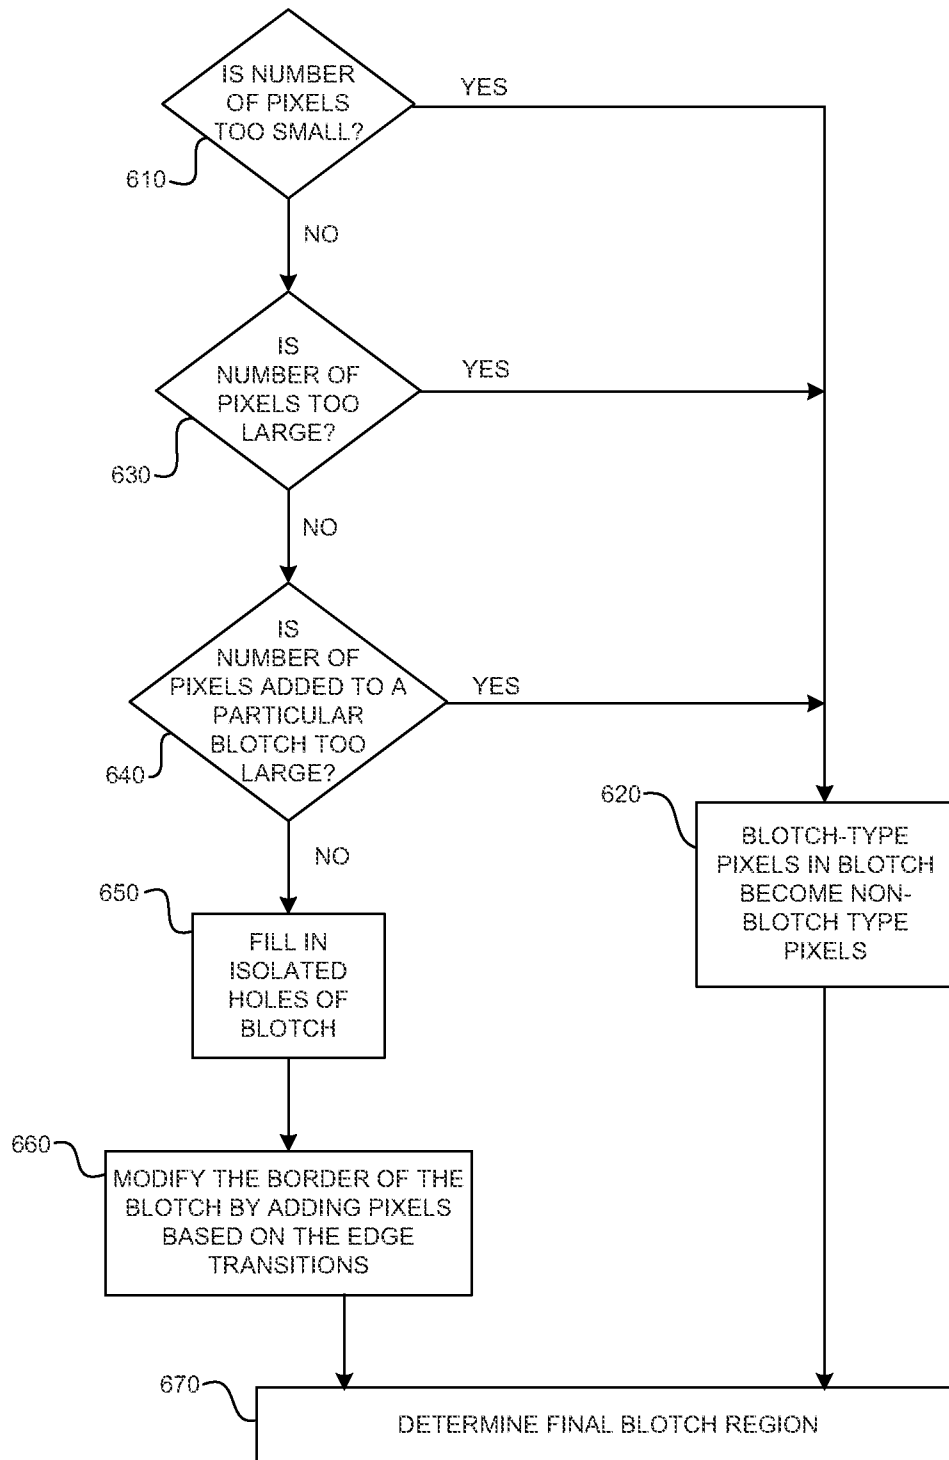 IS NUMBER
OF PIXELS
TOO SMALL?
YES
610
NO
IS
NUMBER OF
PIXELS TOO
LARGE?
YES
630
NO
IS
NUMBER OF
PIXELS ADDED TO A
PARTICULAR
BLOTCH TOO
LARGE?
YES
640
NO
620
BLOTCH-TYPE
PIXELS IN BLOTCH
BECOME NON-
BLOTCH TYPE
PIXELS
650
FILL IN
ISOLATED
HOLES OF
BLOTCH
660
MODIFY THE BORDER OF THE
BLOTCH BY ADDING PIXELS
BASED ON THE EDGE
TRANSITIONS
670
DETERMINE FINAL BLOTCH REGION